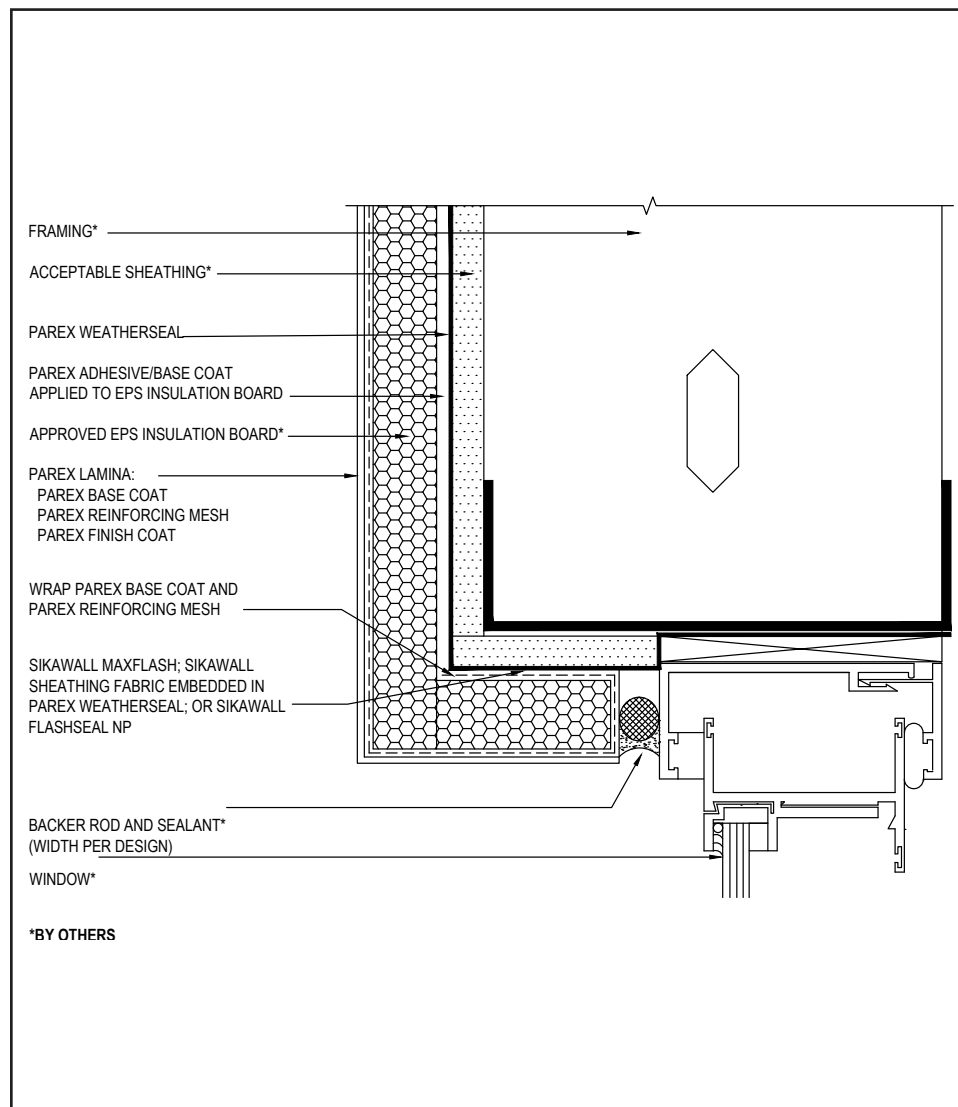 FRAMING*
ACCEPTABLE SHEATHING*
PAREX WEATHERSEAL
PAREX ADHESIVE/BASE COAT
APPLIED TO EPS INSULATION BOARD
APPROVED EPS INSULATION BOARD*
PAREX LAMINA:
PAREX BASE COAT
PAREX REINFORCING MESH
PAREX FINISH COAT
WRAP PAREX BASE COAT AND
PAREX REINFORCING MESH
SIKAWALL MAXFLASH; SIKAWALL
SHEATHING FABRIC EMBEDDED IN
PAREX WEATHERSEAL; OR SIKAWALL
FLASHSEAL NP
BACKER ROD AND SEALANT*
(WIDTH PER DESIGN)
WINDOW*
*BY OTHERS